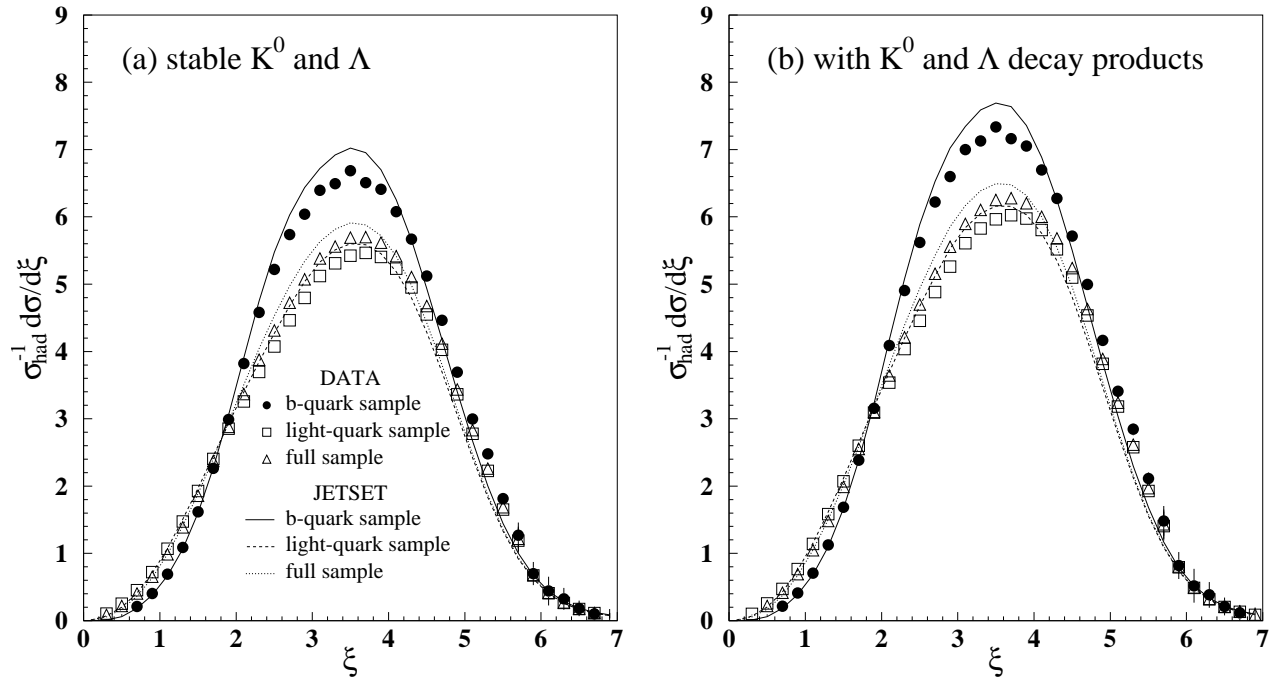 (a) stable K⁰ and Λ
9
8
7
6
5
4
3
2
1
0
σ⁻¹_had dσ/dξ
DATA
b-quark sample
light-quark sample
full sample
JETSET
b-quark sample
light-quark sample
full sample
0 1 2 3 4 5 6 7
ξ
(b) with K⁰ and Λ decay products
9
8
7
6
5
4
3
2
1
0
σ⁻¹_had dσ/dξ
0 1 2 3 4 5 6 7
ξ